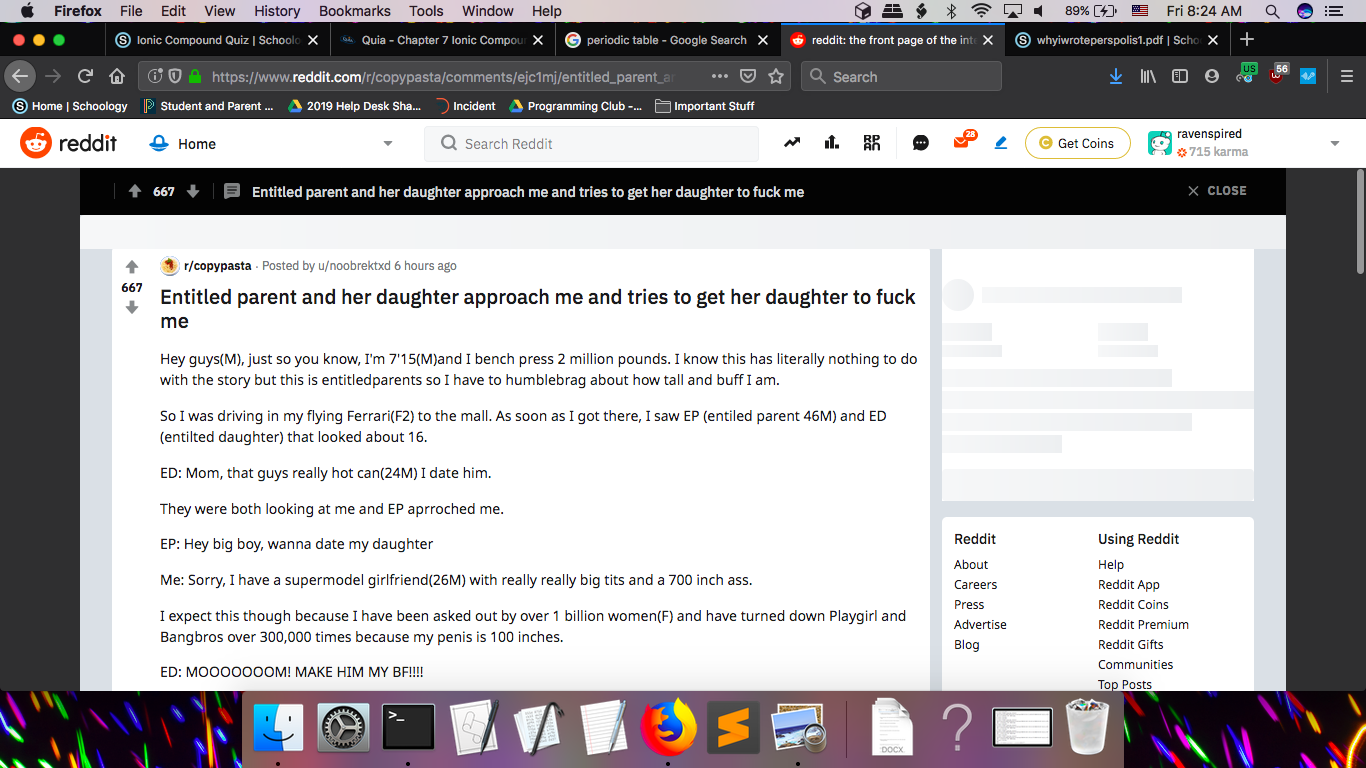 Firefox File Edit View History Bookmarks Tools Window Help 89% Fri 8:24 AM
Ionic Compound Quiz | Schoolo
Quia - Chapter 7 Ionic Compou
periodic table - Google Search
reddit: the front page of the inte
whyiwroteperspolis1.pdf | Scho
https://www.reddit.com/r/copypasta/comments/ejc1mj/entitled_parent_a
Search
US
56
Home | Schoology
Student and Parent ...
2019 Help Desk Sha...
Incident
Programming Club -...
Important Stuff
reddit
Home
Search Reddit
28
Get Coins
ravenspired
715 karma
667
Entitled parent and her daughter approach me and tries to get her daughter to fuck me
CLOSE
r/copypasta · Posted by u/noobrektxd 6 hours ago
667
Entitled parent and her daughter approach me and tries to get her daughter to fuck
me
Hey guys(M), just so you know, I'm 7'15(M)and I bench press 2 million pounds. I know this has literally nothing to do
with the story but this is entitledparents so I have to humblebrag about how tall and buff I am.
So I was driving in my flying Ferrari(F2) to the mall. As soon as I got there, I saw EP (entiled parent 46M) and ED
(entilted daughter) that looked about 16.
ED: Mom, that guys really hot can(24M) I date him.
They were both looking at me and EP aprroched me.
EP: Hey big boy, wanna date my daughter
Me: Sorry, I have a supermodel girlfriend(26M) with really really big tits and a 700 inch ass.
I expect this though because I have been asked out by over 1 billion women(F) and have turned down Playgirl and
Bangbros over 300,000 times because my penis is 100 inches.
ED: MOOOOOOOM! MAKE HIM MY BF!!!!
Reddit
About
Careers
Press
Advertise
Blog
Using Reddit
Help
Reddit App
Reddit Coins
Reddit Premium
Reddit Gifts
Communities
Top Posts
>_
DOCX